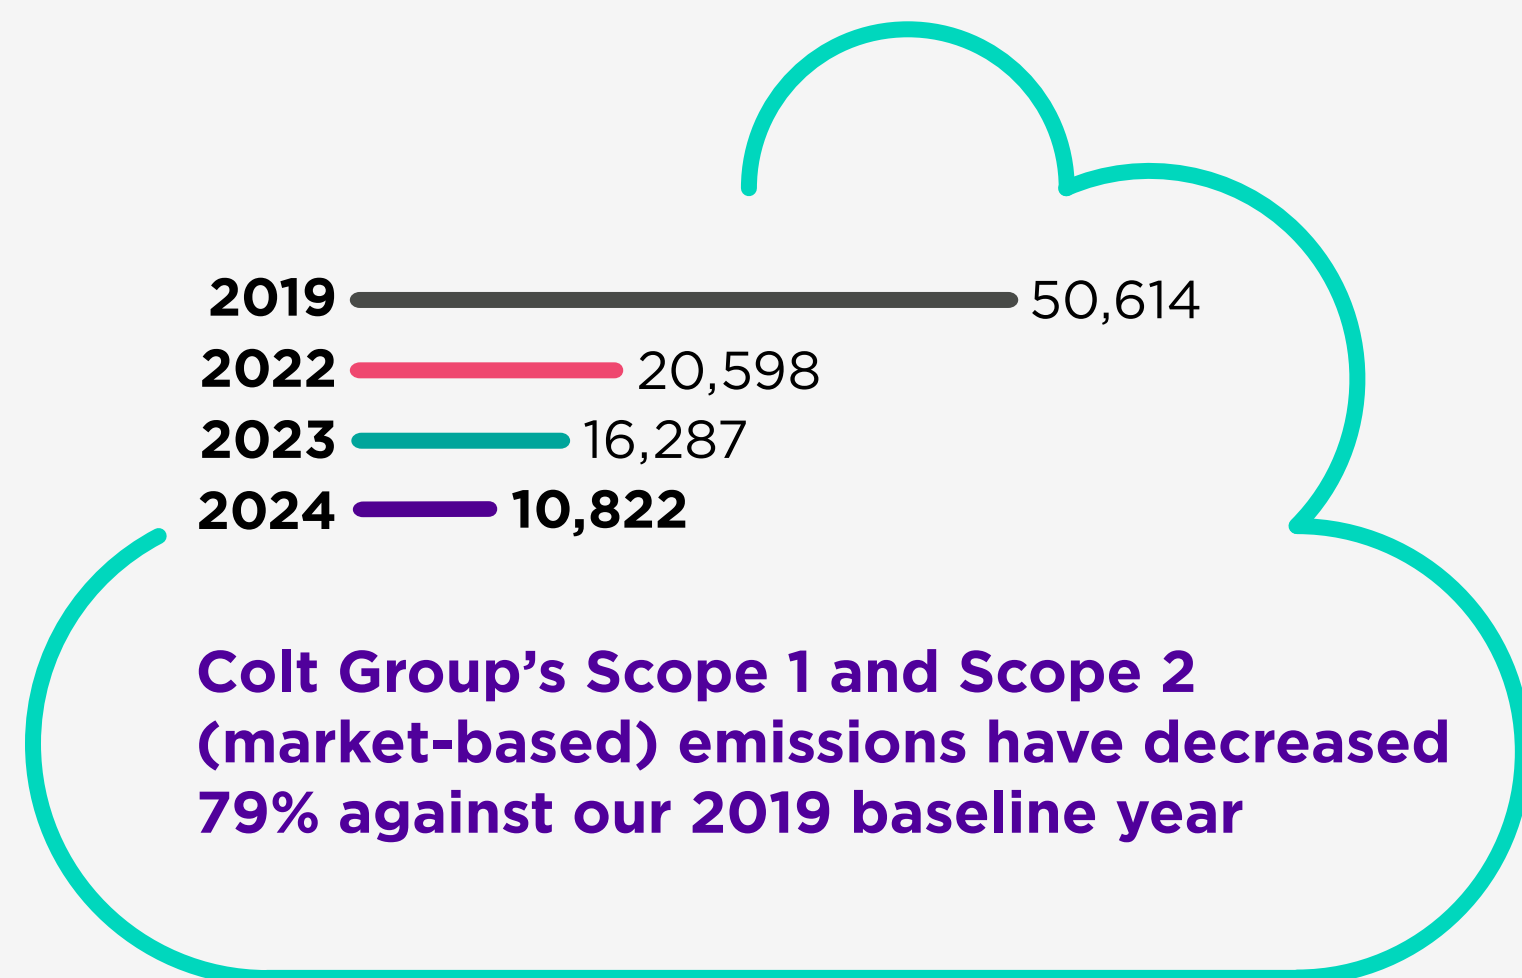 2019 50,614
2022 20,598
2023 16,287
2024 10,822
Colt Group’s Scope 1 and Scope 2
(market-based) emissions have decreased
79% against our 2019 baseline year